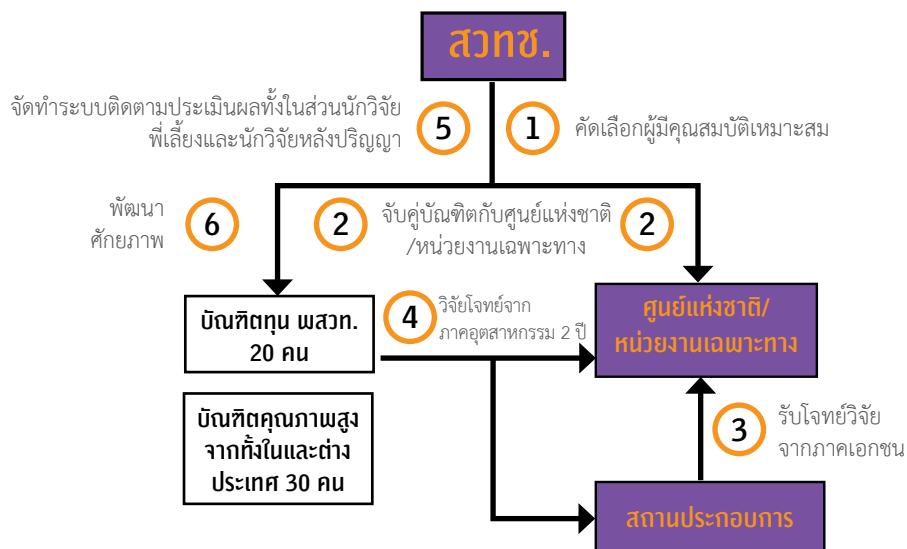 สวทช.
จัดทำระบบติดตามประเมินผลทั้งในส่วนนักวิจัย
พี่เลี้ยงและนักวิจัยหลังปริญญา
5
1
คัดเลือกผู้มีคุณสมบัติเหมาะสม
พัฒนา
ศักยภาพ
6
2
จับคู่บัณฑิตกับศูนย์แห่งชาติ
/หน่วยงานเฉพาะทาง
2
บัณฑิตทุน พสวท.
20 คน
4
วิจัยโจทย์จาก
ภาคอุตสาหกรรม 2 ปี
ศูนย์แห่งชาติ/
หน่วยงานเฉพาะทาง
บัณฑิตคุณภาพสูง
จากทั้งในและต่าง
ประเทศ 30 คน
3
รับโจทย์วิจัย
จากภาคเอกชน
สถานประกอบการ